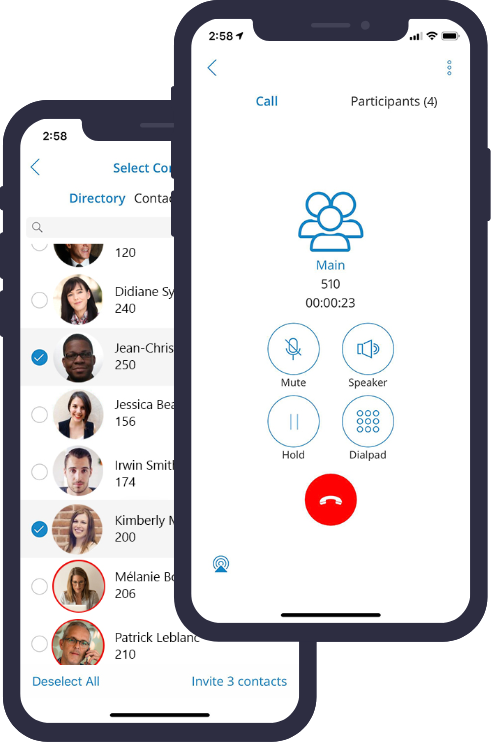 2:58
Select Co
Directory Contac
120
Didiane Sy
240
Jean-Chris
250
Jessica Bea
156
Irwin Smit
174
Kimberly
200
Mélanie Bo
206
Patrick Leblanc
210
Deselect All Invite 3 contacts
2:58
Call Participants (4)
Main
510
00:00:23
Mute Speaker
Hold Dialpad